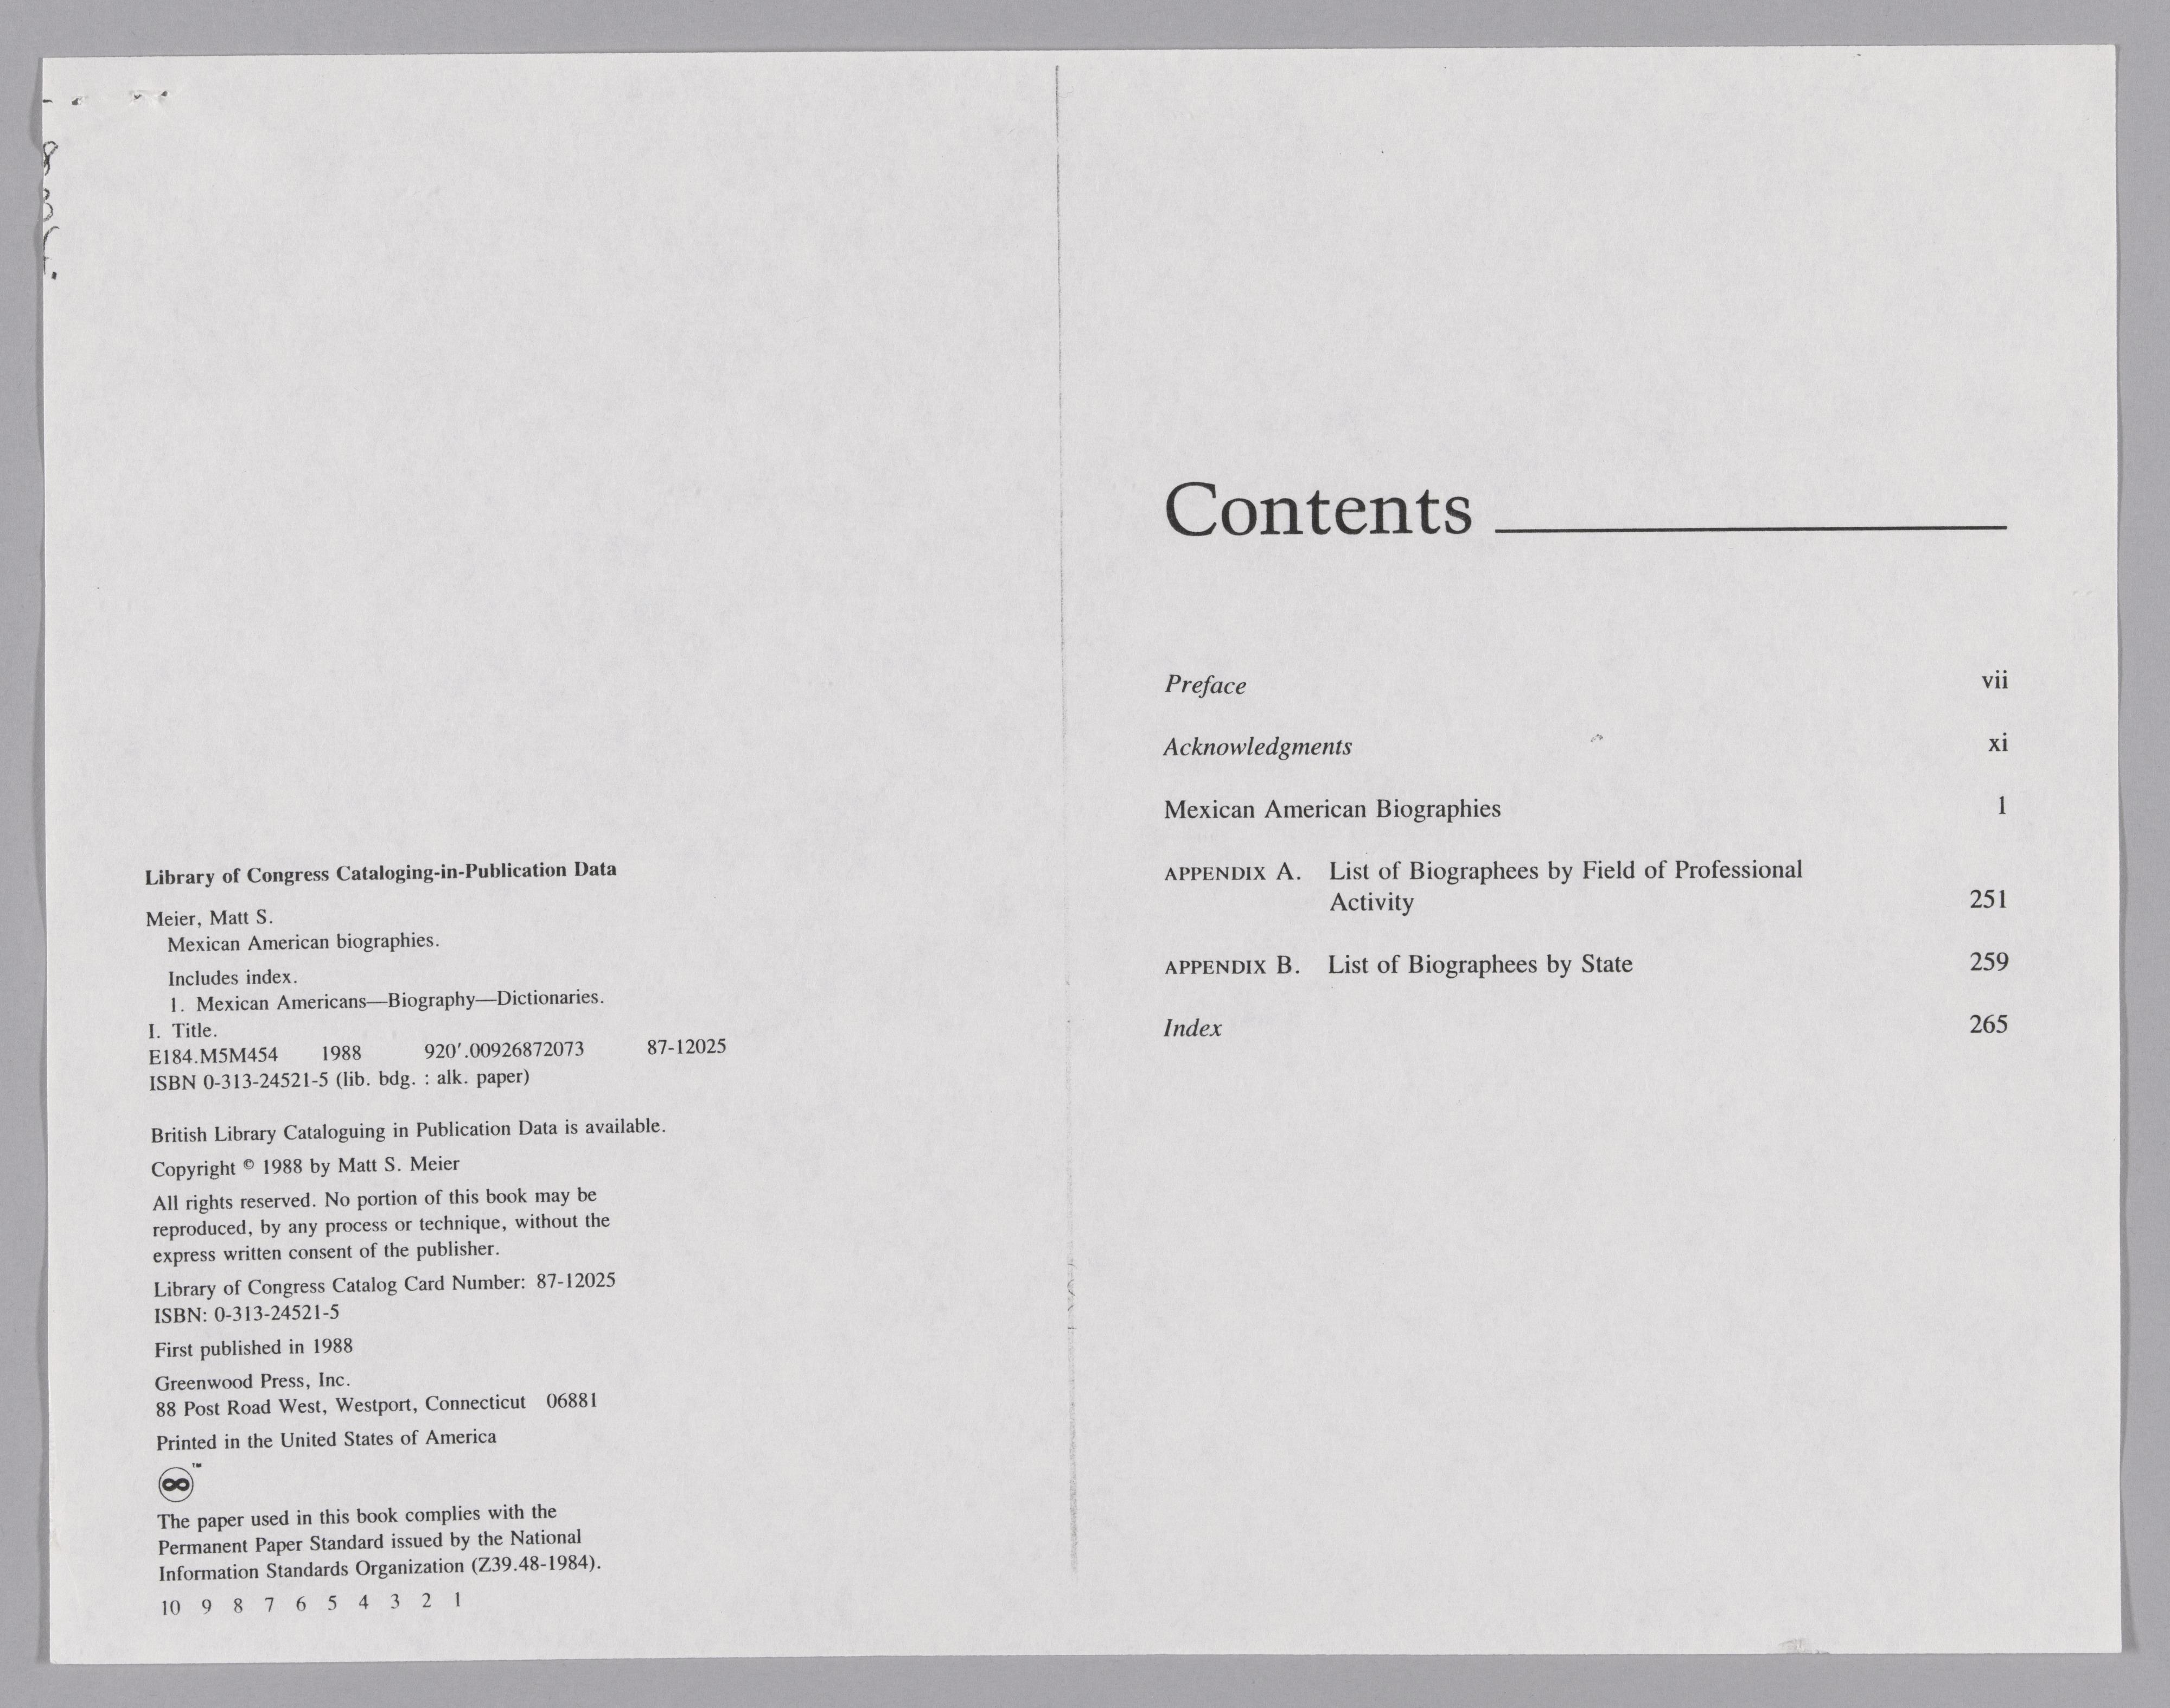 Library of Congress Cataloging-in-Publication Data
Meier, Matt S.
Mexican American biographies.
Includes index.
1. Mexican Americans—Biography—Dictionaries.
I. Title.
E184.M5M454 1988 920′.00926872073 87-12025
ISBN 0-313-24521-5 (lib. bdg. : alk. paper)
British Library Cataloguing in Publication Data is available.
Copyright © 1988 by Matt S. Meier
All rights reserved. No portion of this book may be
reproduced, by any process or technique, without the
express written consent of the publisher.
Library of Congress Catalog Card Number: 87-12025
ISBN: 0-313-24521-5
First published in 1988
Greenwood Press, Inc.
88 Post Road West, Westport, Connecticut 06881
Printed in the United States of America
∞™
The paper used in this book complies with the
Permanent Paper Standard issued by the National
Information Standards Organization (Z39.48-1984).
10 9 8 7 6 5 4 3 2 1
Contents
Preface vii
Acknowledgments xi
Mexican American Biographies 1
APPENDIX A. List of Biographees by Field of Professional
Activity 251
APPENDIX B. List of Biographees by State 259
Index 265